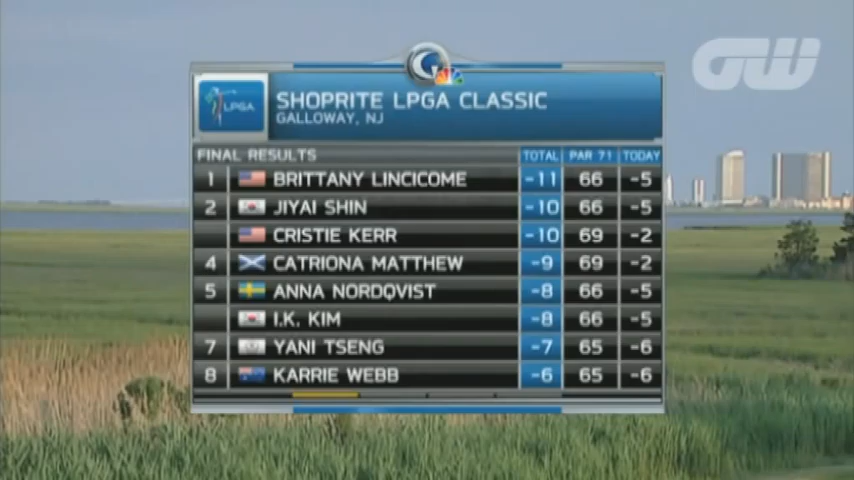 GW
LPGA
SHOPRITE LPGA CLASSIC
GALLOWAY, NJ
FINAL RESULTS TOTAL PAR 71 TODAY
1 BRITTANY LINCICOME -11 66 -5
2 JIYAI SHIN -10 66 -5
CRISTIE KERR -10 69 -2
4 CATRIONA MATTHEW -9 69 -2
5 ANNA NORDQVIST -8 66 -5
I.K. KIM -8 66 -5
7 YANI TSENG -7 65 -6
8 KARRIE WEBB -6 65 -6